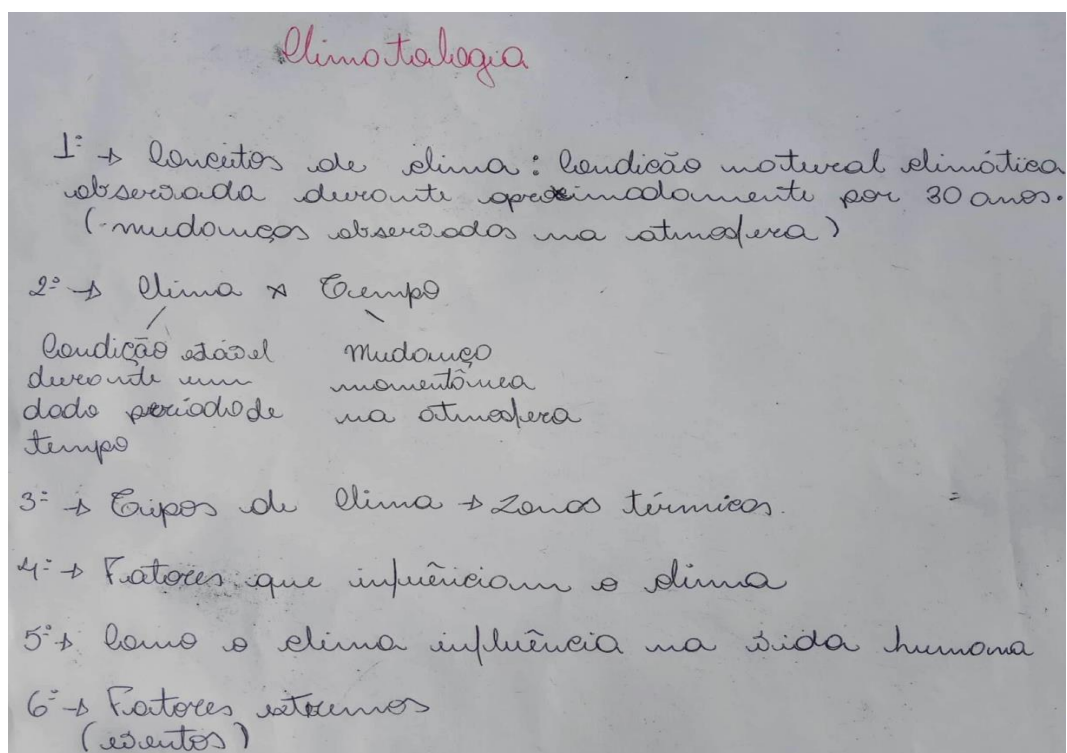 Climatologia
1º → Conceitos de clima: Condição natural climática
observada durante aproximadamente por 30 anos.
(mudanças observadas na atmosfera)
2º → Clima x Tempo
Condição estável
durante um
dado período de
tempo
Mudança
momentânea
na atmosfera
3º → Tipos de Clima → Zonas térmicas.
4º → Fatores que influênciam o clima
5º → Como o clima influência na vida humana
6º → Fatores extremos
(eventos)